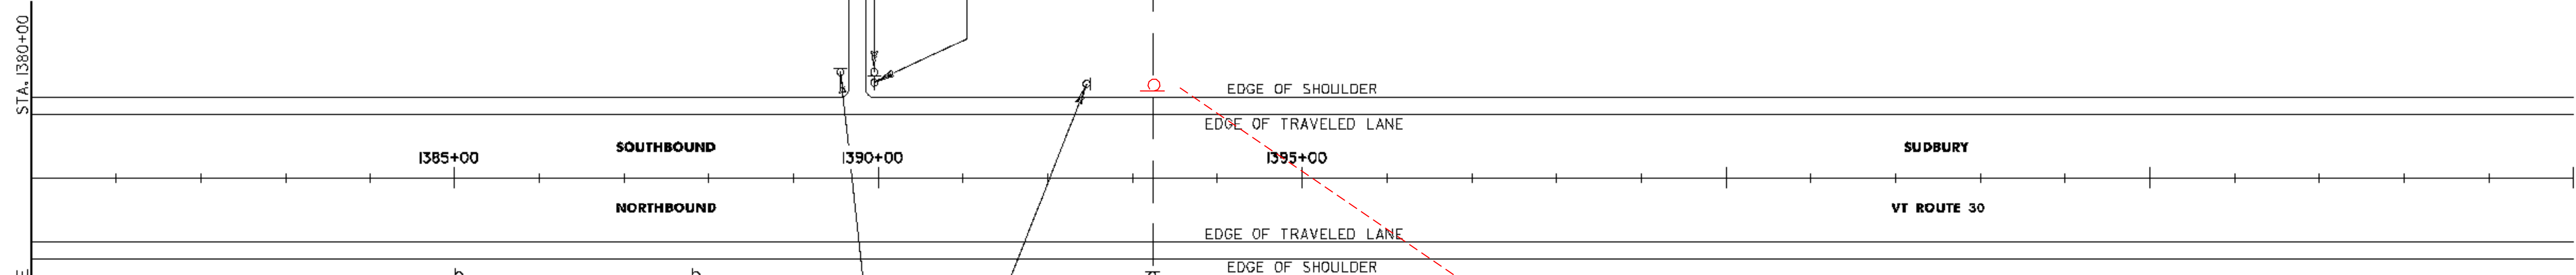 STA. 1380+00
EDGE OF SHOULDER
EDGE OF TRAVELED LANE
SOUTHBOUND
SUDBURY
1385+00
1390+00
1395+00
NORTHBOUND
VT ROUTE 30
EDGE OF TRAVELED LANE
EDGE OF SHOULDER